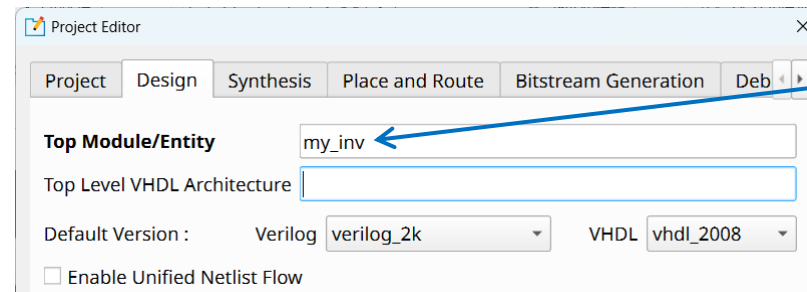 Project Editor
Project Design Synthesis Place and Route Bitstream Generation Deb
Top Module/Entity my_inv
Top Level VHDL Architecture
Default Version : Verilog verilog_2k VHDL vhdl_2008
Enable Unified Netlist Flow